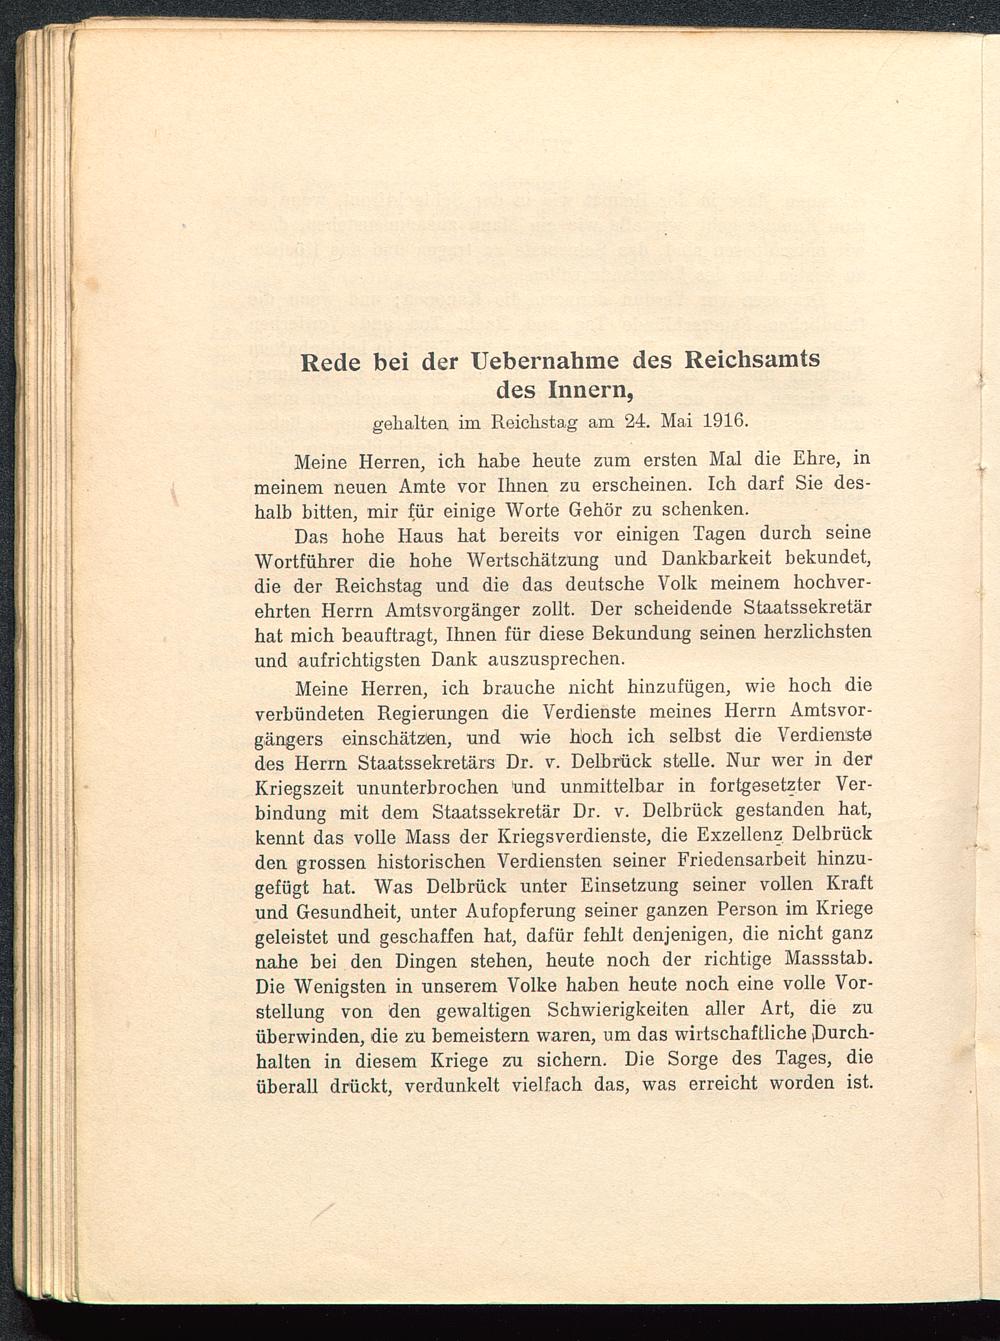 Rede bei der Uebernahme des Reichsamts
des Innern,
gehalten im Reichstag am 24. Mai 1916.
Meine Herren, ich habe heute zum ersten Mal die Ehre, in
meinem neuen Amte vor Ihnen zu erscheinen. Ich darf Sie des-
halb bitten, mir für einige Worte Gehör zu schenken.
Das hohe Haus hat bereits vor einigen Tagen durch seine
Wortführer die hohe Wertschätzung und Dankbarkeit bekundet,
die der Reichstag und die das deutsche Volk meinem hochver-
ehrten Herrn Amtsvorgänger zollt. Der scheidende Staatssekretär
hat mich beauftragt, Ihnen für diese Bekundung seinen herzlichsten
und aufrichtigsten Dank auszusprechen.
Meine Herren, ich brauche nicht hinzufügen, wie hoch die
verbündeten Regierungen die Verdienste meines Herrn Amtsvor-
gängers einschätzen, und wie hoch ich selbst die Verdienste
des Herrn Staatssekretärs Dr. v. Delbrück stelle. Nur wer in der
Kriegszeit ununterbrochen und unmittelbar in fortgesetzter Ver-
bindung mit dem Staatssekretär Dr. v. Delbrück gestanden hat,
kennt das volle Mass der Kriegsverdienste, die Exzellenz Delbrück
den grossen historischen Verdiensten seiner Friedensarbeit hinzu-
gefügt hat. Was Delbrück unter Einsetzung seiner vollen Kraft
und Gesundheit, unter Aufopferung seiner ganzen Person im Kriege
geleistet und geschaffen hat, dafür fehlt denjenigen, die nicht ganz
nahe bei den Dingen stehen, heute noch der richtige Massstab.
Die Wenigsten in unserem Volke haben heute noch eine volle Vor-
stellung von den gewaltigen Schwierigkeiten aller Art, die zu
überwinden, die zu bemeistern waren, um das wirtschaftliche Durch-
halten in diesem Kriege zu sichern. Die Sorge des Tages, die
überall drückt, verdunkelt vielfach das, was erreicht worden ist.